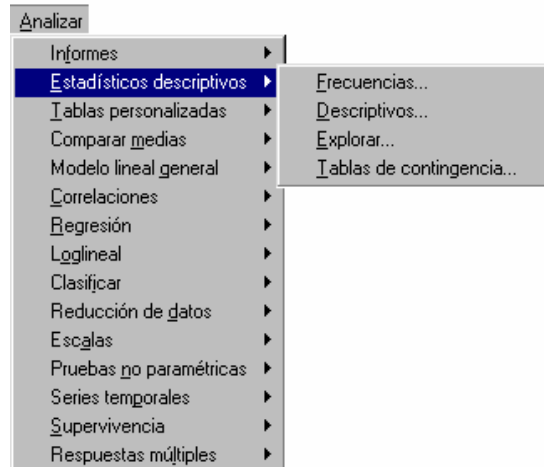 Analizar
Informes
Estadísticos descriptivos
Tablas personalizadas
Comparar medias
Modelo lineal general
Correlaciones
Regresión
Loglineal
Clasificar
Reducción de datos
Escalas
Pruebas no paramétricas
Series temporales
Supervivencia
Respuestas múltiples
Frecuencias...
Descriptivos...
Explorar...
Tablas de contingencia...